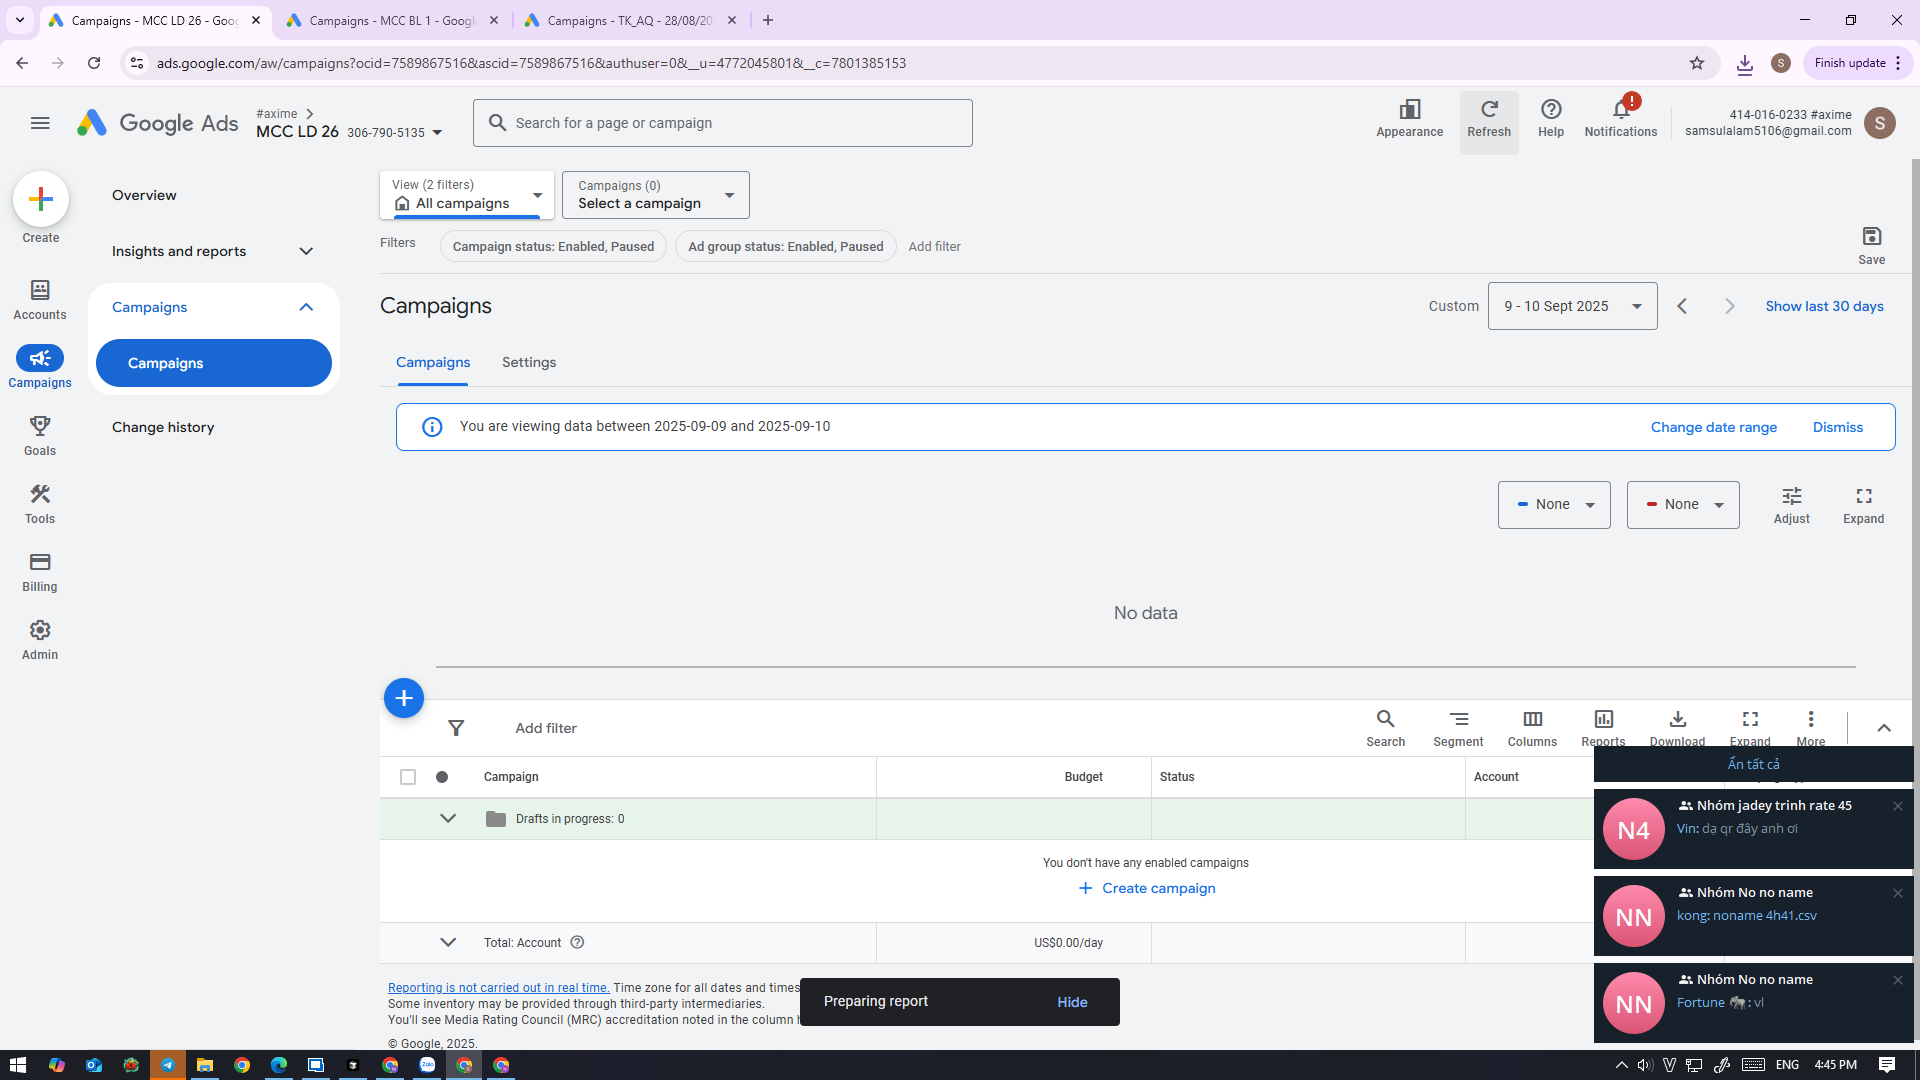 Campaigns - MCC LD 26 - Goog
Campaigns - MCC BL 1 - Googl
Campaigns - TK_AQ - 28/08/20
ads.google.com/aw/campaigns?ocid=7589867516&ascid=7589867516&authuser=0&__u=4772045801&__c=7801385153
S
Finish update
Google Ads
#axime
MCC LD 26 306-790-5135
Search for a page or campaign
Appearance
Refresh
Help
!
Notifications
414-016-0233 #axime
samsulalam5106@gmail.com
S
Create
Accounts
Campaigns
Goals
Tools
Billing
Admin
Overview
Insights and reports
Campaigns
Campaigns
Change history
View (2 filters)
All campaigns
Campaigns (0)
Select a campaign
Filters
Campaign status: Enabled, Paused
Ad group status: Enabled, Paused
Add filter
Save
Campaigns
Custom
9 - 10 Sept 2025
Show last 30 days
Campaigns
Settings
You are viewing data between 2025-09-09 and 2025-09-10
Change date range
Dismiss
None
None
Adjust
Expand
No data
Add filter
Search
Segment
Columns
Reports
Download
Expand
More
Campaign
Budget
Status
Account
Drafts in progress: 0
You don't have any enabled campaigns
Create campaign
Total: Account
US$0.00/day
Reporting is not carried out in real time. Time zone for all dates and times
Some inventory may be provided through third-party intermediaries.
You'll see Media Rating Council (MRC) accreditation noted in the column h
© Google, 2025.
Preparing report
Hide
Ẩn tất cả
N4
Nhóm jadey trinh rate 45
Vin: dạ qr đây anh ơi
NN
Nhóm No no name
kong: noname 4h41.csv
NN
Nhóm No no name
Fortune 🐘: vl
Zalo
ENG
4:45 PM